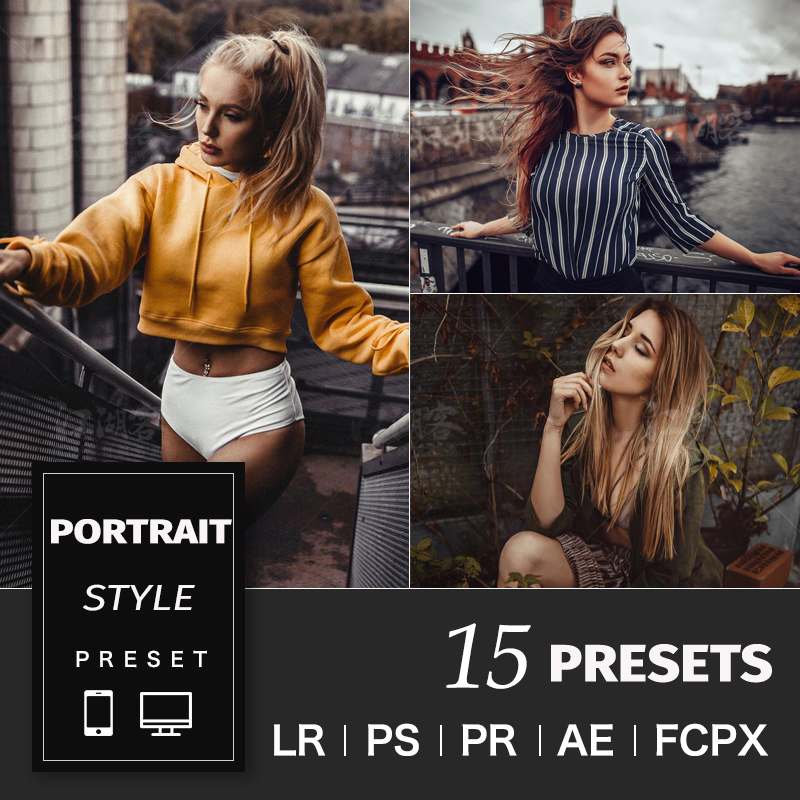 PORTRAIT
STYLE
PRESET
15 PRESETS
LR | PS | PR | AE | FCPX